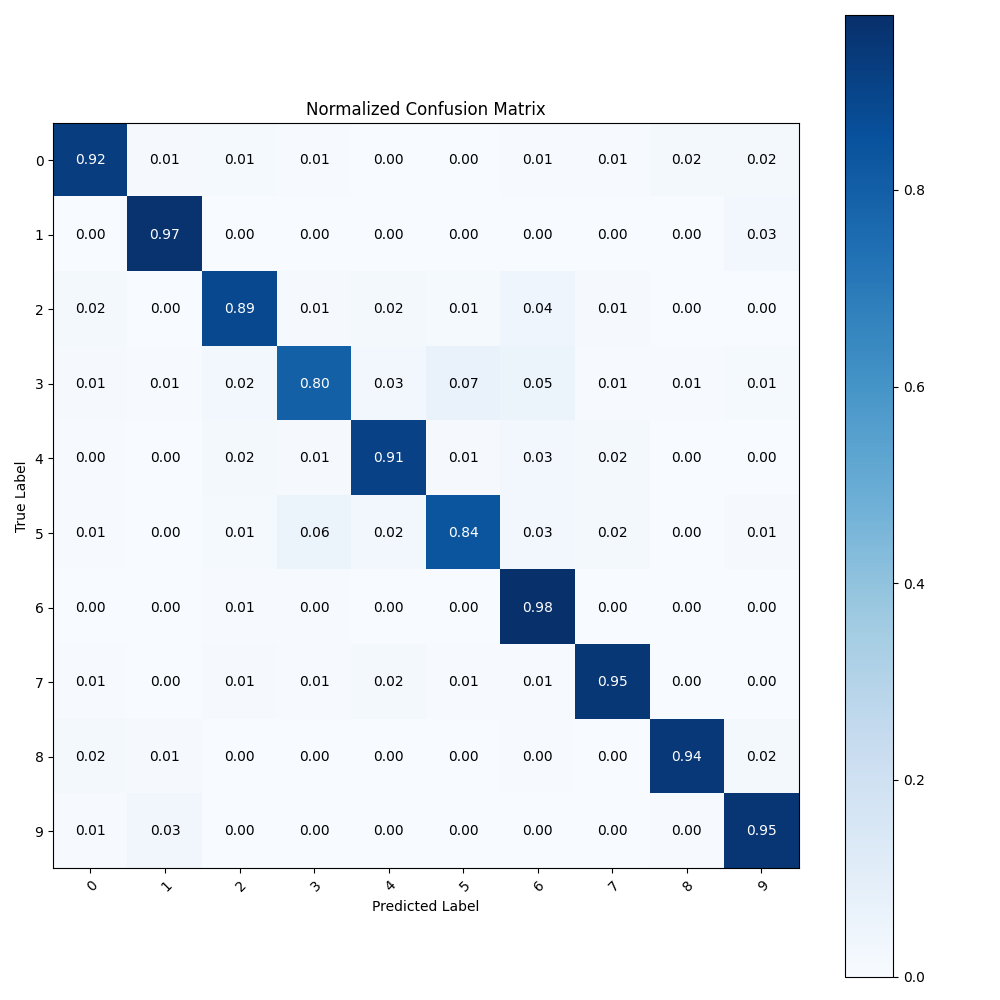 Normalized Confusion Matrix
0 0.92 0.01 0.01 0.01 0.00 0.00 0.01 0.01 0.02 0.02
1 0.00 0.97 0.00 0.00 0.00 0.00 0.00 0.00 0.00 0.03
2 0.02 0.00 0.89 0.01 0.02 0.01 0.04 0.01 0.00 0.00
3 0.01 0.01 0.02 0.80 0.03 0.07 0.05 0.01 0.01 0.01
4 0.00 0.00 0.02 0.01 0.91 0.01 0.03 0.02 0.00 0.00
5 0.01 0.00 0.01 0.06 0.02 0.84 0.03 0.02 0.00 0.01
6 0.00 0.00 0.01 0.00 0.00 0.00 0.98 0.00 0.00 0.00
7 0.01 0.00 0.01 0.01 0.02 0.01 0.01 0.95 0.00 0.00
8 0.02 0.01 0.00 0.00 0.00 0.00 0.00 0.00 0.94 0.02
9 0.01 0.03 0.00 0.00 0.00 0.00 0.00 0.00 0.00 0.95
0 1 2 3 4 5 6 7 8 9
Predicted Label
True Label
0.8
0.6
0.4
0.2
0.0